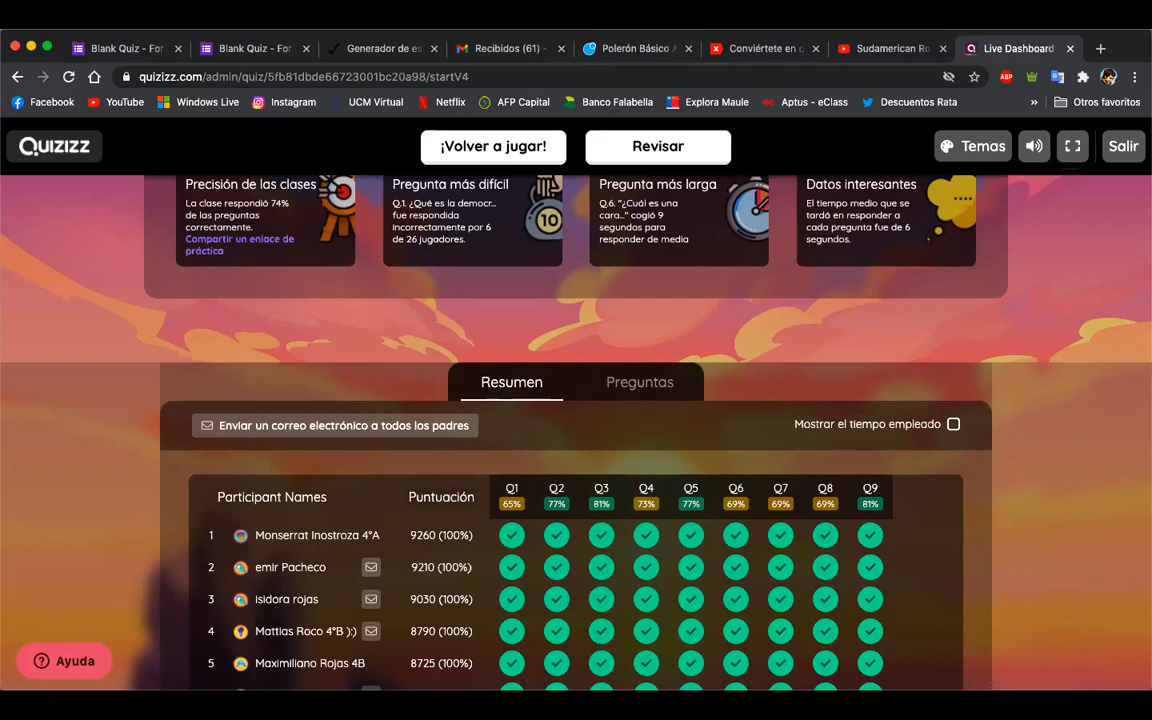 Blank Quiz - For
Blank Quiz - For
Generador de es
Recibidos (61) -
Polerón Básico A
Conviértete en c
Sudamerican Ro
Live Dashboard
quizizz.com/admin/quiz/5fb81dbde66723001bc20a98/startV4
ABP
Facebook
YouTube
Windows Live
Instagram
UCM Virtual
Netflix
AFP Capital
Banco Falabella
Explora Maule
Aptus - eClass
Descuentos Rata
»
Otros favoritos
Quizizz
¡Volver a jugar!
Revisar
Temas
Salir
Precisión de las clases
La clase respondió 74%
de las preguntas
correctamente.
Compartir un enlace de
práctica
Pregunta más difícil
Q.1. ¿Qué es la democr...
fue respondida
incorrectamente por 6
de 26 jugadores.
10
Pregunta más larga
Q.6. "¿Cuál es una
cara..." cogió 9
segundos para
responder de media
Datos interesantes
El tiempo medio que se
tardó en responder a
cada pregunta fue de 6
segundos.
Resumen
Preguntas
Enviar un correo electrónico a todos los padres
Mostrar el tiempo empleado
Participant Names Puntuación Q1 Q2 Q3 Q4 Q5 Q6 Q7 Q8 Q9
65% 77% 81% 73% 77% 69% 69% 69% 81%
1 Monserrat Inostroza 4°A 9260 (100%)
2 emir Pacheco 9210 (100%)
3 isidora rojas 9030 (100%)
4 Mattias Roco 4°B ):) 8790 (100%)
5 Maximiliano Rojas 4B 8725 (100%)
? Ayuda